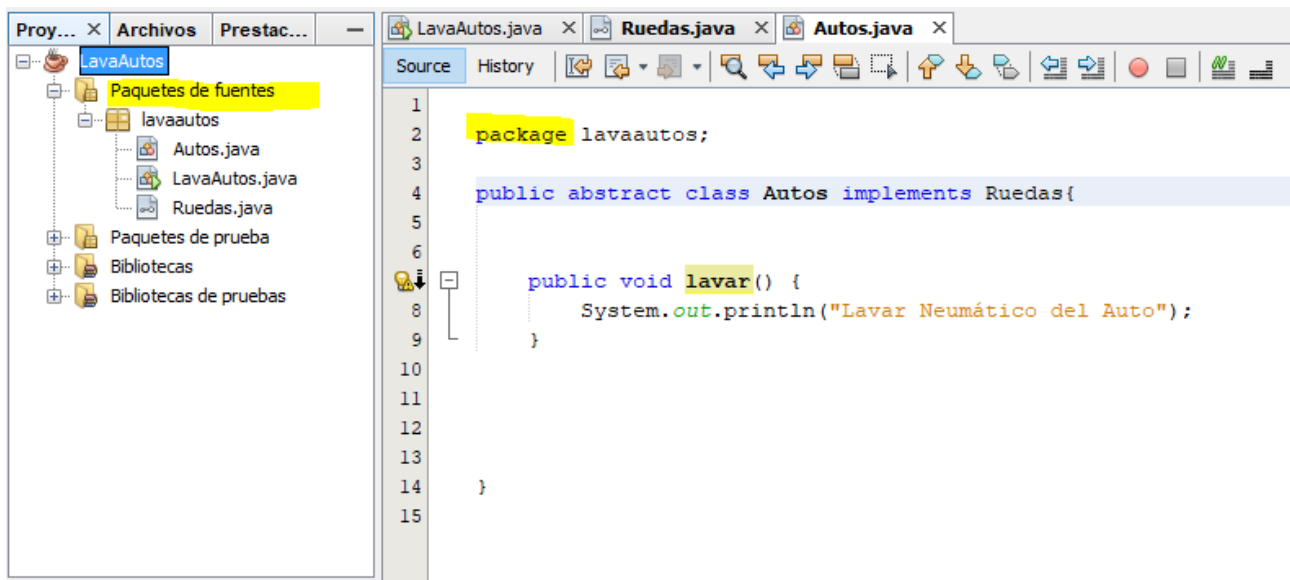 Proy... × Archivos Prestac... –
LavaAutos
Paquetes de fuentes
lavaautos
Autos.java
LavaAutos.java
Ruedas.java
Paquetes de prueba
Bibliotecas
Bibliotecas de pruebas
LavaAutos.java × Ruedas.java × Autos.java ×
Source History
1
2 package lavaautos;
3
4 public abstract class Autos implements Ruedas{
5
6
public void lavar() {
8 System.out.println("Lavar Neumático del Auto");
9 }
10
11
12
13
14 }
15